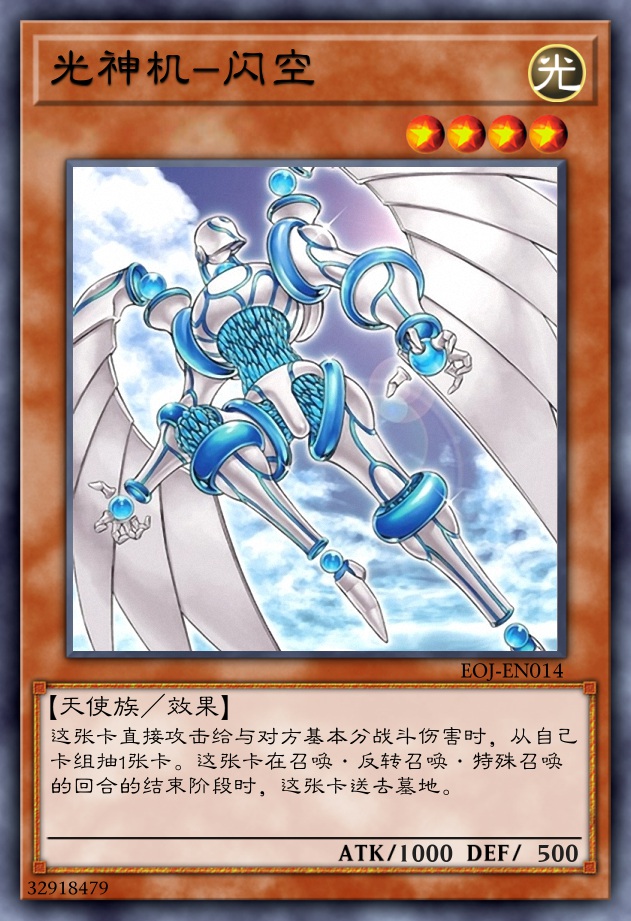 光神机-闪空
光
EOJ-EN014
【天使族／效果】
这张卡直接攻击给与对方基本分战斗伤害时，从自己
卡组抽1张卡。这张卡在召唤·反转召唤·特殊召唤
的回合的结束阶段时，这张卡送去墓地。
ATK/1000 DEF/ 500
32918479